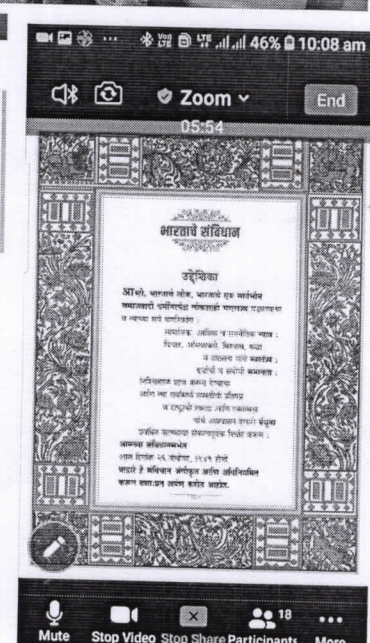 Vo)) LTE LTE 46% 10:08 am
Zoom
End
05:54
भारताचे संविधान
उद्देशिका
आम्ही, भारताचे लोक, भारताचे एक सार्वभौम
समाजवादी धर्मनिरपेक्ष लोकशाही गणराज्य
व त्याच्या सर्व नागरिकांस :
सामाजिक, आर्थिक व राजनैतिक न्याय ;
विचार, अभिव्यक्ती, विश्वास, श्रद्धा
व उपासना यांचे स्वातंत्र्य ;
दर्जाची व संधीची समानता ;
निश्चितपणे प्राप्त करून देण्याचा
आणि त्या सर्वांमध्ये व्यक्तीची प्रतिष्ठा
व राष्ट्राची एकता आणि एकात्मता
यांचे आश्वासन देणारी बंधुता
प्रवर्धित करण्याचा संकल्पपूर्वक निर्धार करून ;
आमच्या संविधानसभेत
आज दिनांक २६ नोव्हेंबर, १९४९ रोजी
याद्वारे हे संविधान अंगीकृत आणि अधिनियमित
करून स्वतःप्रत अर्पण करीत आहोत.
18
Mute Stop Video Stop Share Participants More